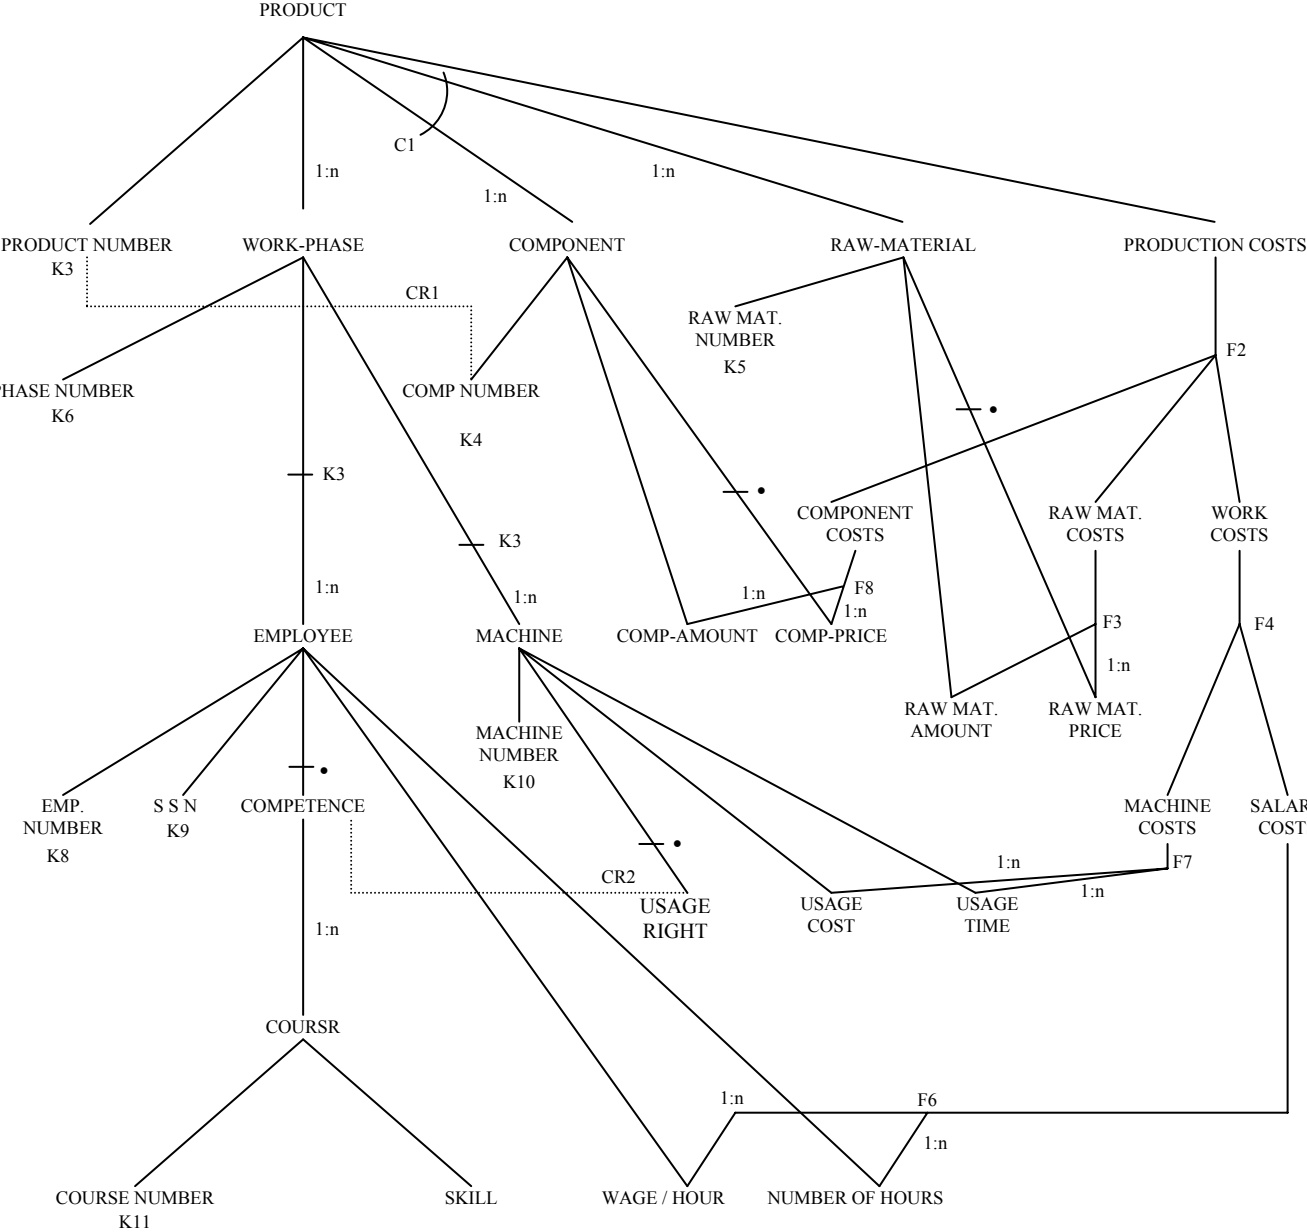 PRODUCT
C1
1:n
1:n
1:n
PRODUCT NUMBER
K3
WORK-PHASE
COMPONENT
RAW-MATERIAL
PRODUCTION COSTS
CR1
RAW MAT.
NUMBER
K5
F2
HASE NUMBER
K6
COMP NUMBER
K4
K3
K3
COMPONENT
COSTS
RAW MAT.
COSTS
WORK
COSTS
1:n
1:n
1:n
F8
1:n
F3
F4
EMPLOYEE
MACHINE
COMP-AMOUNT
COMP-PRICE
1:n
RAW MAT.
AMOUNT
RAW MAT.
PRICE
MACHINE
NUMBER
K10
EMP.
NUMBER
K8
S S N
K9
COMPETENCE
MACHINE
COSTS
SALAR
COST
CR2
1:n
F7
1:n
USAGE
RIGHT
USAGE
COST
USAGE
TIME
1:n
COURSR
1:n
F6
1:n
COURSE NUMBER
K11
SKILL
WAGE / HOUR
NUMBER OF HOURS